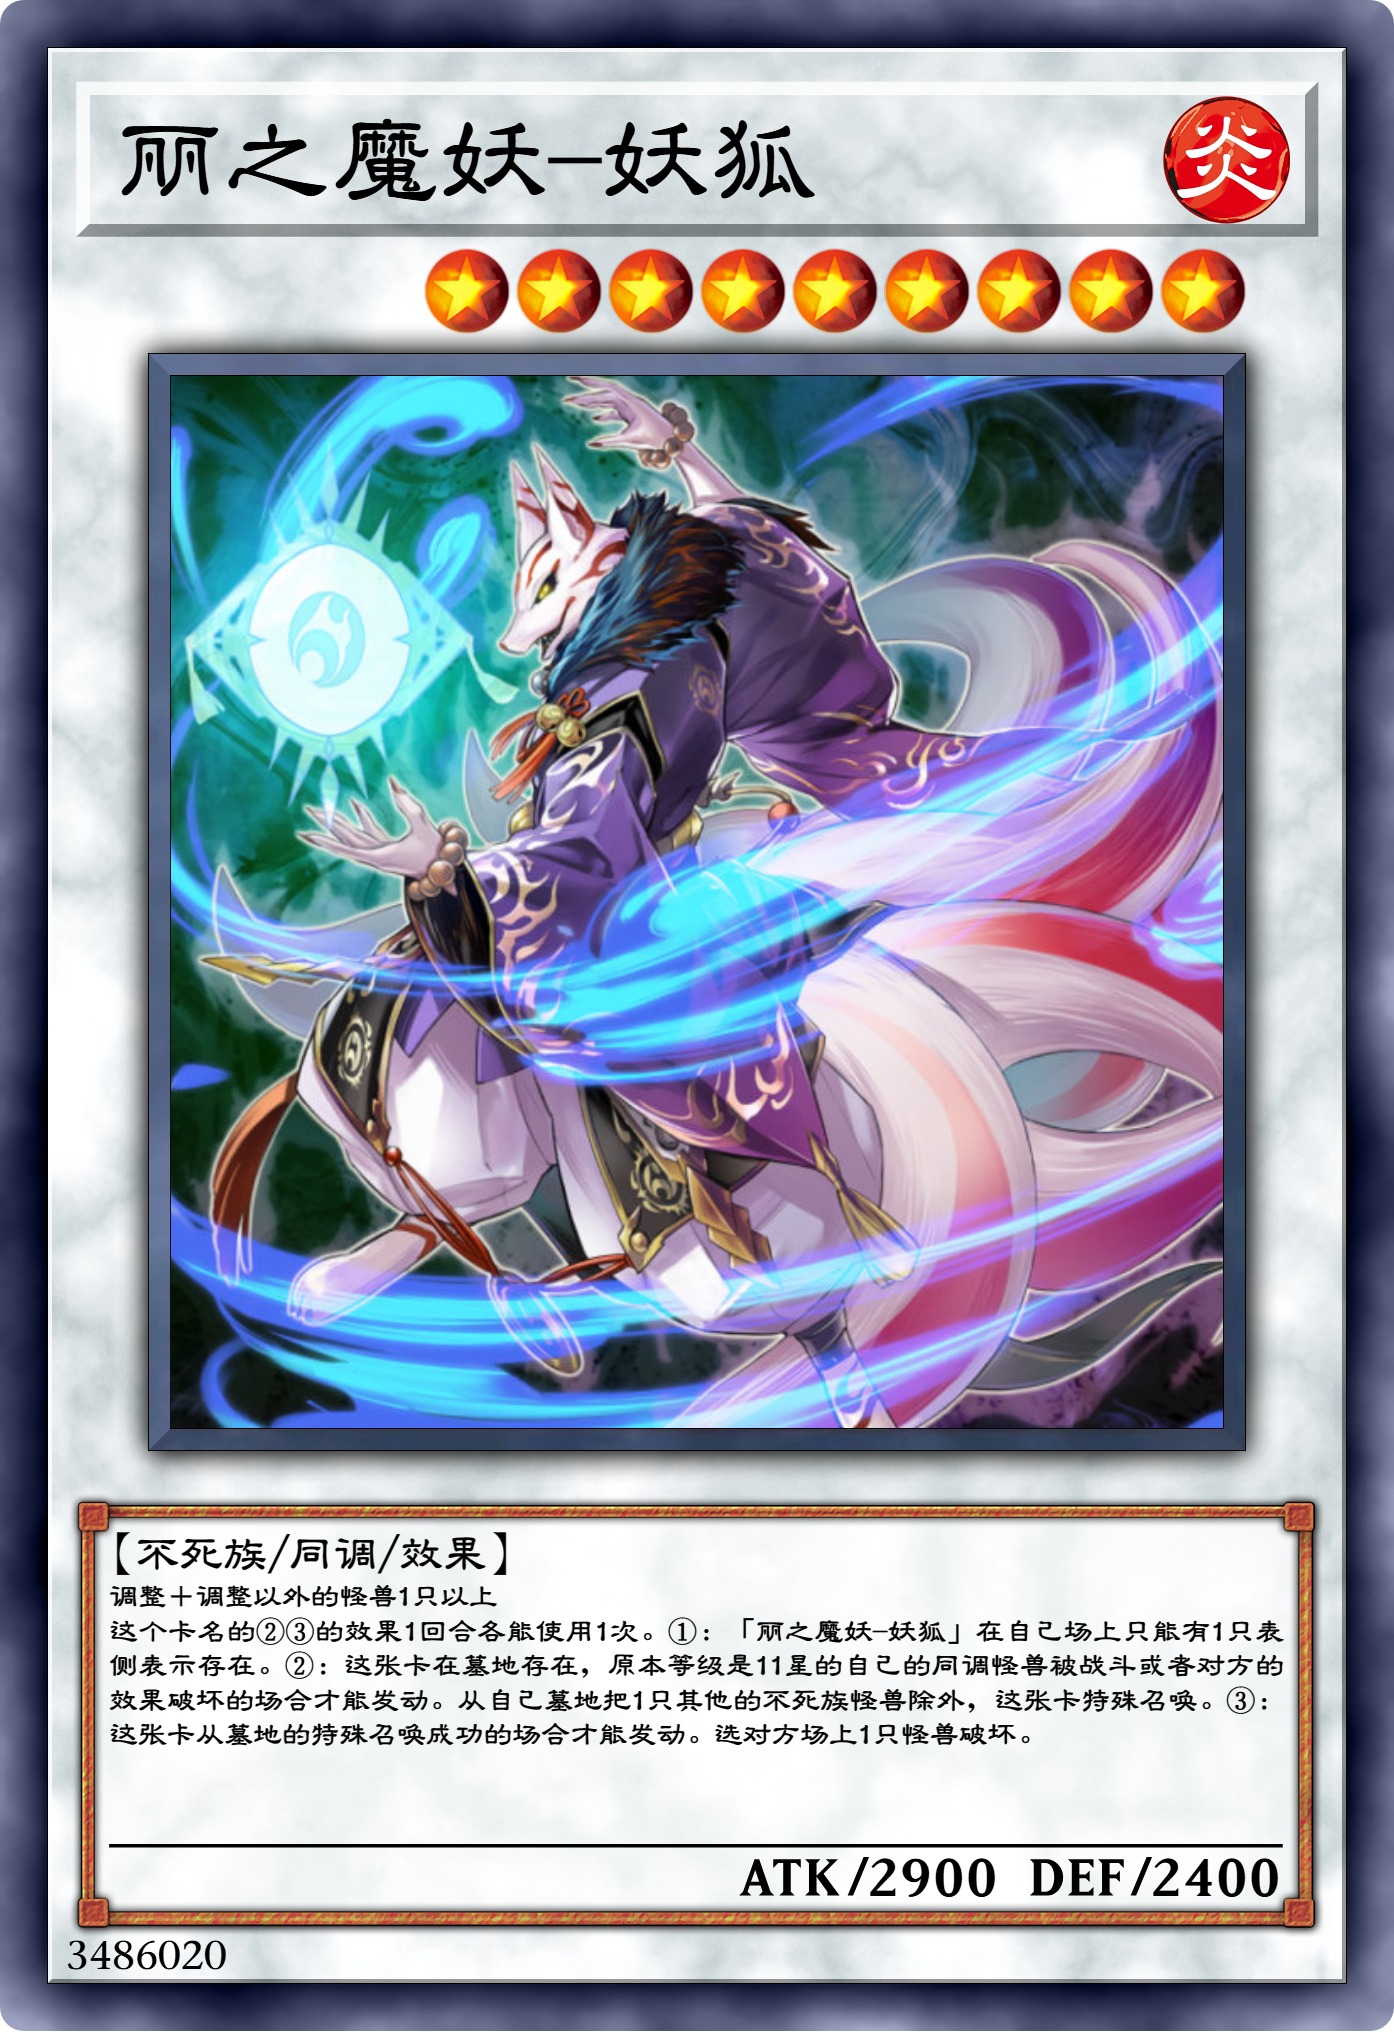 丽之魔妖-妖狐
炎
【不死族/同调/效果】
调整＋调整以外的怪兽1只以上
这个卡名的②③的效果1回合各能使用1次。①：「丽之魔妖-妖狐」在自己场上只能有1只表
侧表示存在。②：这张卡在墓地存在，原本等级是11星的自己的同调怪兽被战斗或者对方的
效果破坏的场合才能发动。从自己墓地把1只其他的不死族怪兽除外，这张卡特殊召唤。③：
这张卡从墓地的特殊召唤成功的场合才能发动。选对方场上1只怪兽破坏。
ATK/2900 DEF/2400
3486020